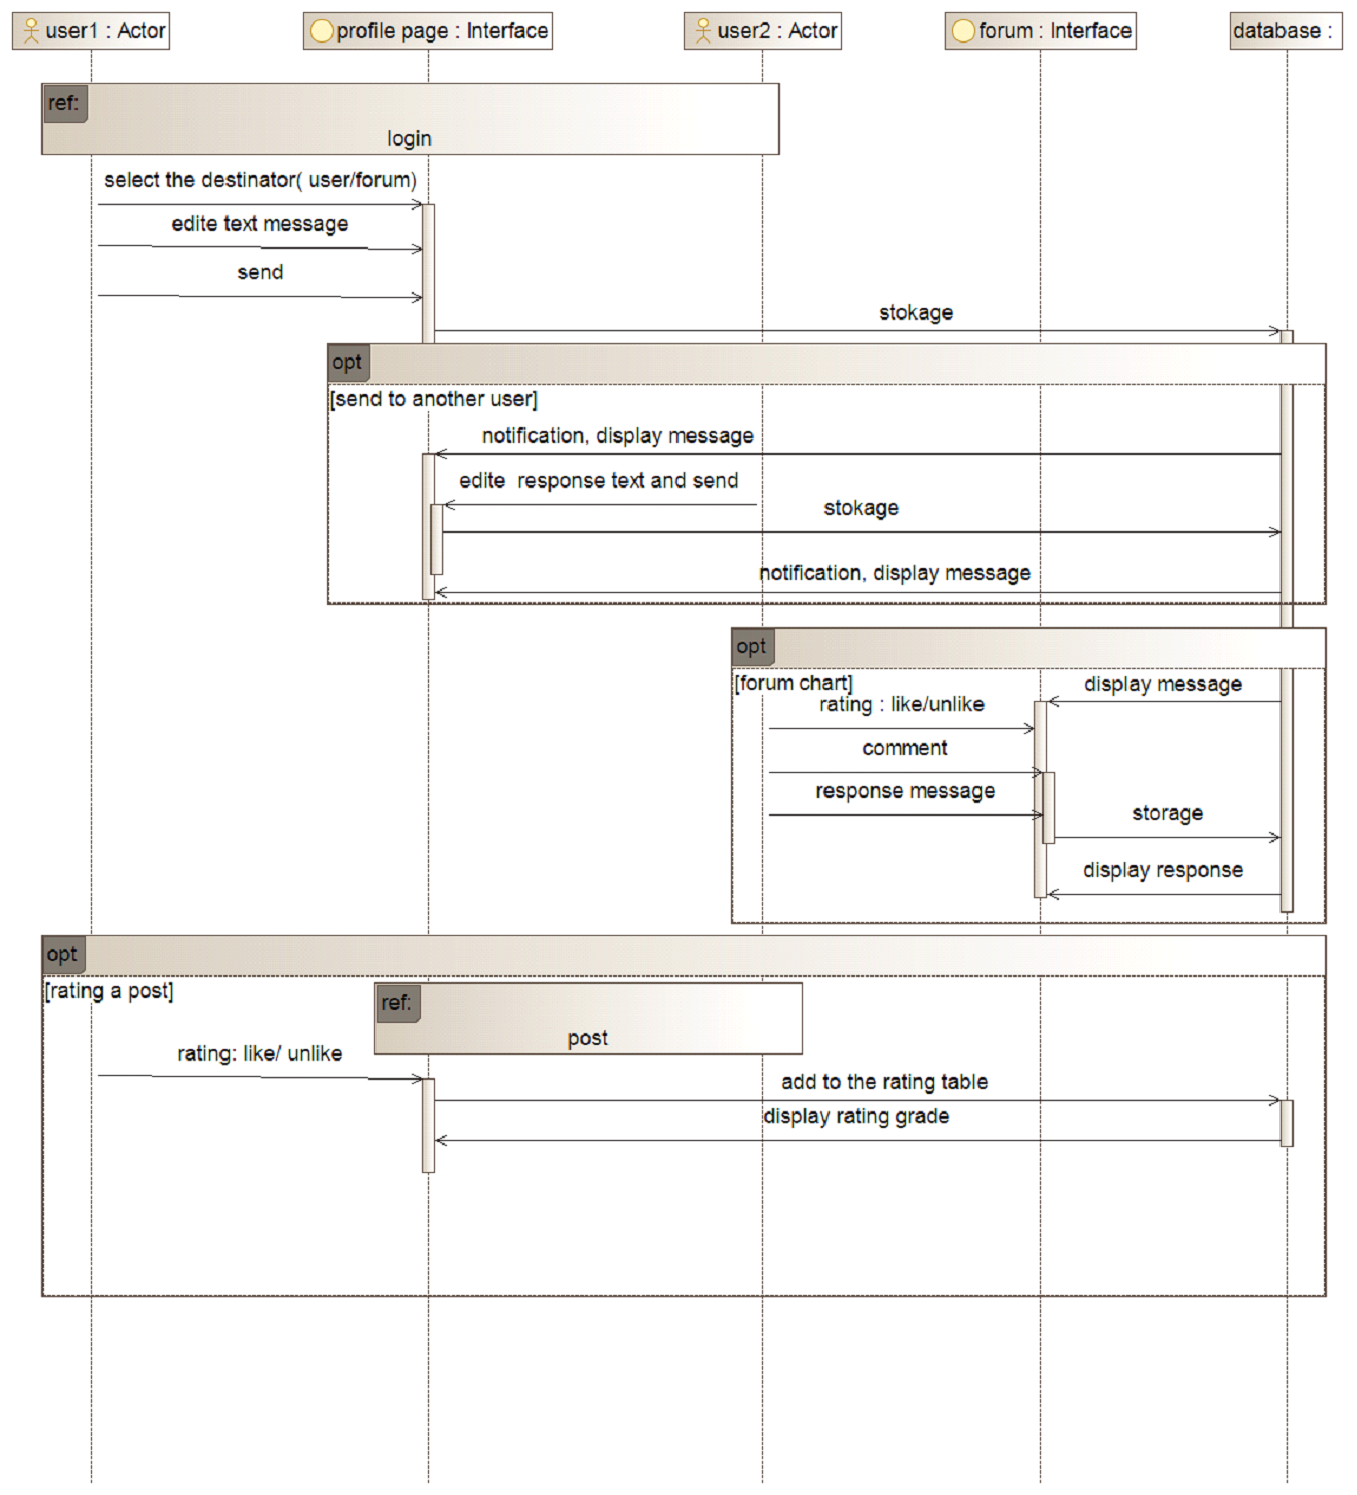 user1 : Actor
profile page : Interface
user2 : Actor
forum : Interface
database :
ref:
login
select the destinator( user/forum)
edite text message
send
stokage
opt
[send to another user]
notification, display message
edite  response text and send
stokage
notification, display message
opt
[forum chart]
display message
rating : like/unlike
comment
response message
storage
display response
opt
[rating a post]
ref:
post
rating: like/ unlike
add to the rating table
display rating grade